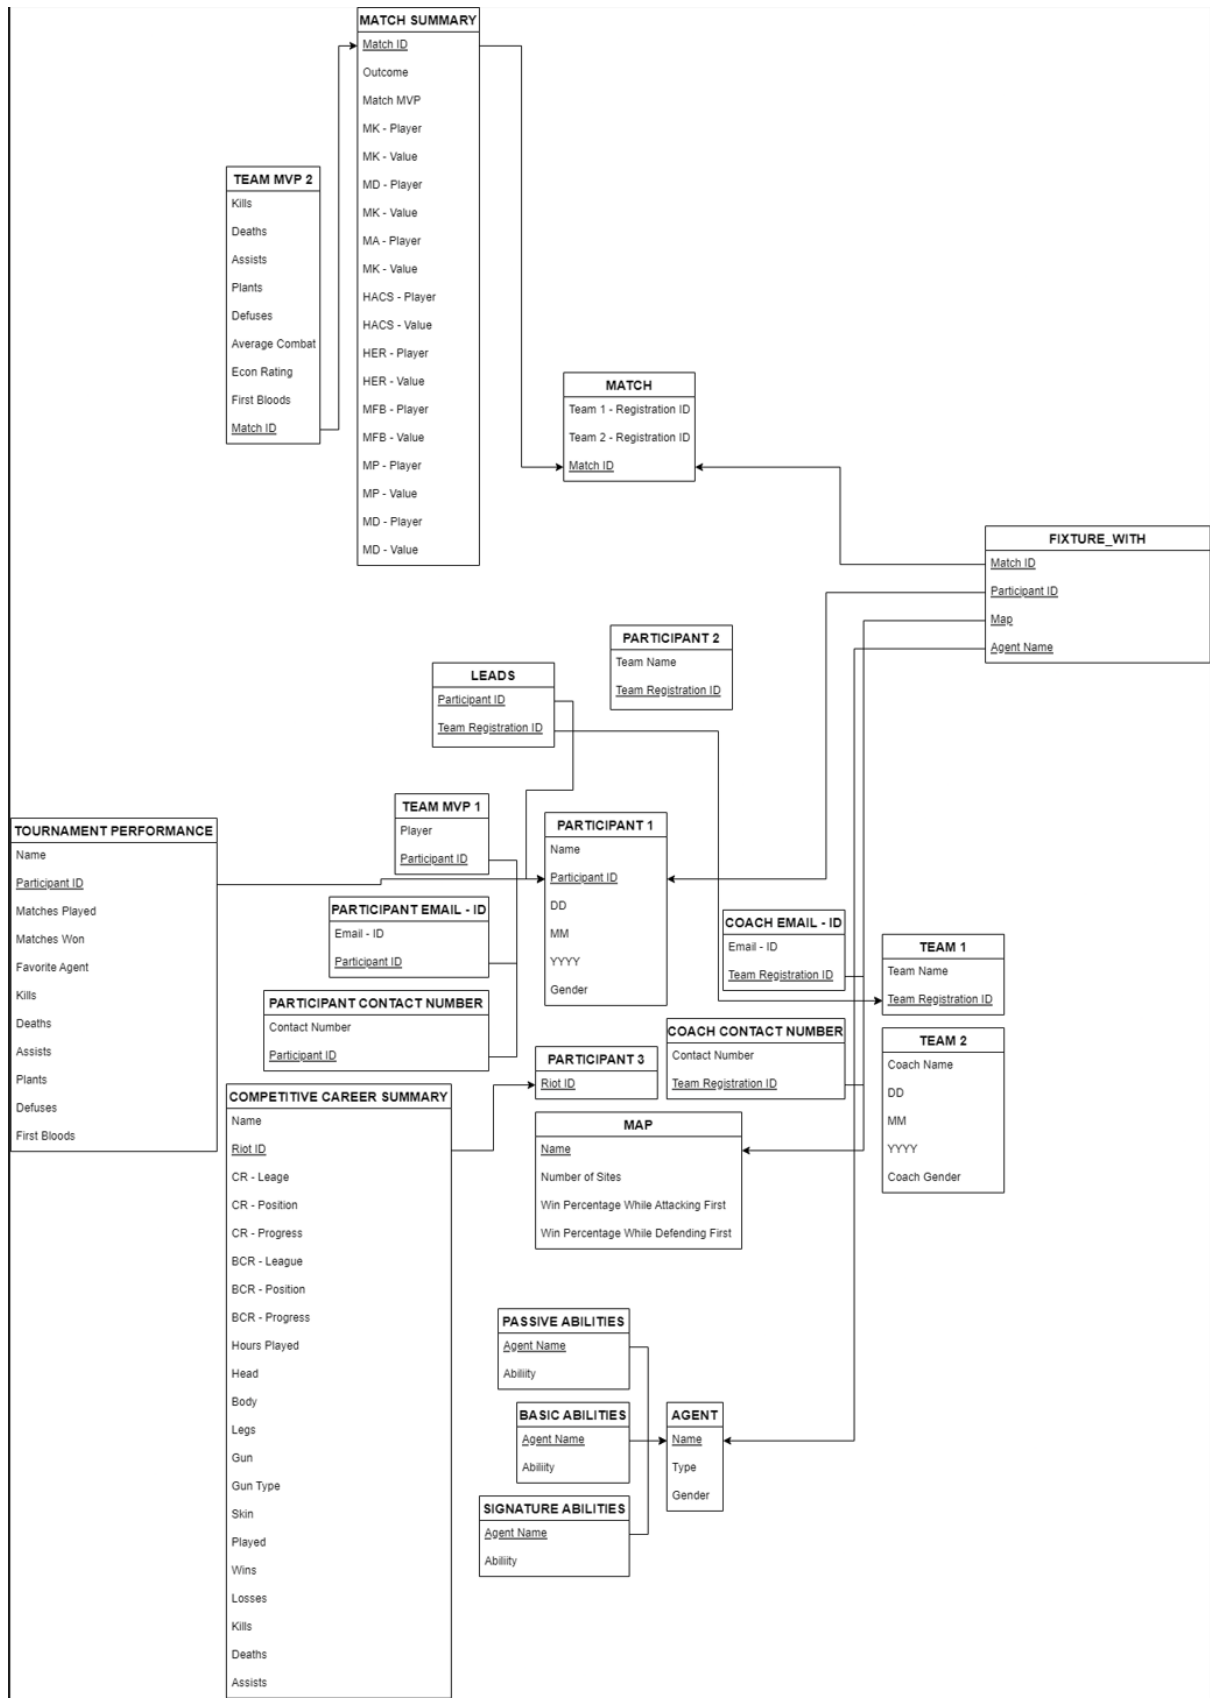 MATCH SUMMARY
Match ID
Outcome
Match MVP
MK - Player
MK - Value
MD - Player
MK - Value
MA - Player
MK - Value
HACS - Player
HACS - Value
HER - Player
HER - Value
MFB - Player
MFB - Value
MP - Player
MP - Value
MD - Player
MD - Value
TEAM MVP 2
Kills
Deaths
Assists
Plants
Defuses
Average Combat
Econ Rating
First Bloods
Match ID
MATCH
Team 1 - Registration ID
Team 2 - Registration ID
Match ID
FIXTURE_WITH
Match ID
Participant ID
Map
Agent Name
PARTICIPANT 2
Team Name
Team Registration ID
LEADS
Participant ID
Team Registration ID
TEAM MVP 1
Player
Participant ID
PARTICIPANT 1
Name
Participant ID
DD
MM
YYYY
Gender
TOURNAMENT PERFORMANCE
Name
Participant ID
Matches Played
Matches Won
Favorite Agent
Kills
Deaths
Assists
Plants
Defuses
First Bloods
PARTICIPANT EMAIL - ID
Email - ID
Participant ID
COACH EMAIL - ID
Email - ID
Team Registration ID
TEAM 1
Team Name
Team Registration ID
PARTICIPANT CONTACT NUMBER
Contact Number
Participant ID
COACH CONTACT NUMBER
Contact Number
Team Registration ID
TEAM 2
Coach Name
DD
MM
YYYY
Coach Gender
PARTICIPANT 3
Riot ID
COMPETITIVE CAREER SUMMARY
Name
Riot ID
CR - Leage
CR - Position
CR - Progress
BCR - League
BCR - Position
BCR - Progress
Hours Played
Head
Body
Legs
Gun
Gun Type
Skin
Played
Wins
Losses
Kills
Deaths
Assists
MAP
Name
Number of Sites
Win Percentage While Attacking First
Win Percentage While Defending First
PASSIVE ABILITIES
Agent Name
Abiliity
BASIC ABILITIES
Agent Name
Abiliity
AGENT
Name
Type
Gender
SIGNATURE ABILITIES
Agent Name
Abiliity